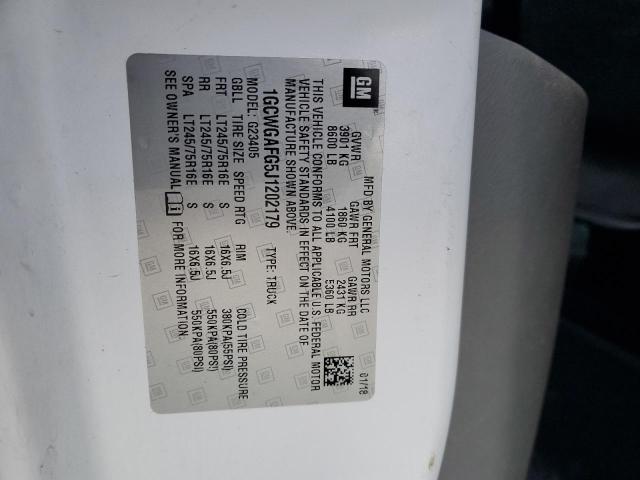 GM
MFD BY GENERAL MOTORS LLC 01/18
GVWR GAWR FRT GAWR RR
3901 KG 1860 KG 2431 KG
8600 LB 4100 LB 5360 LB
THIS VEHICLE CONFORMS TO ALL APPLICABLE U.S. FEDERAL MOTOR
VEHICLE SAFETY STANDARDS IN EFFECT ON THE DATE OF
MANUFACTURE SHOWN ABOVE.
1GCWGAFG5J1202179 TYPE: TRUCK
MODEL: G23405
GBLL TIRE SIZE SPEED RTG RIM COLD TIRE PRESSURE
FRT LT245/75R16E S 16X6.5J 380KPA(55PSI)
RR LT245/75R16E S 16X6.5J 550KPA(80PSI)
SPA LT245/75R16E S 16X6.5J 550KPA(80PSI)
SEE OWNER'S MANUAL FOR MORE INFORMATION.